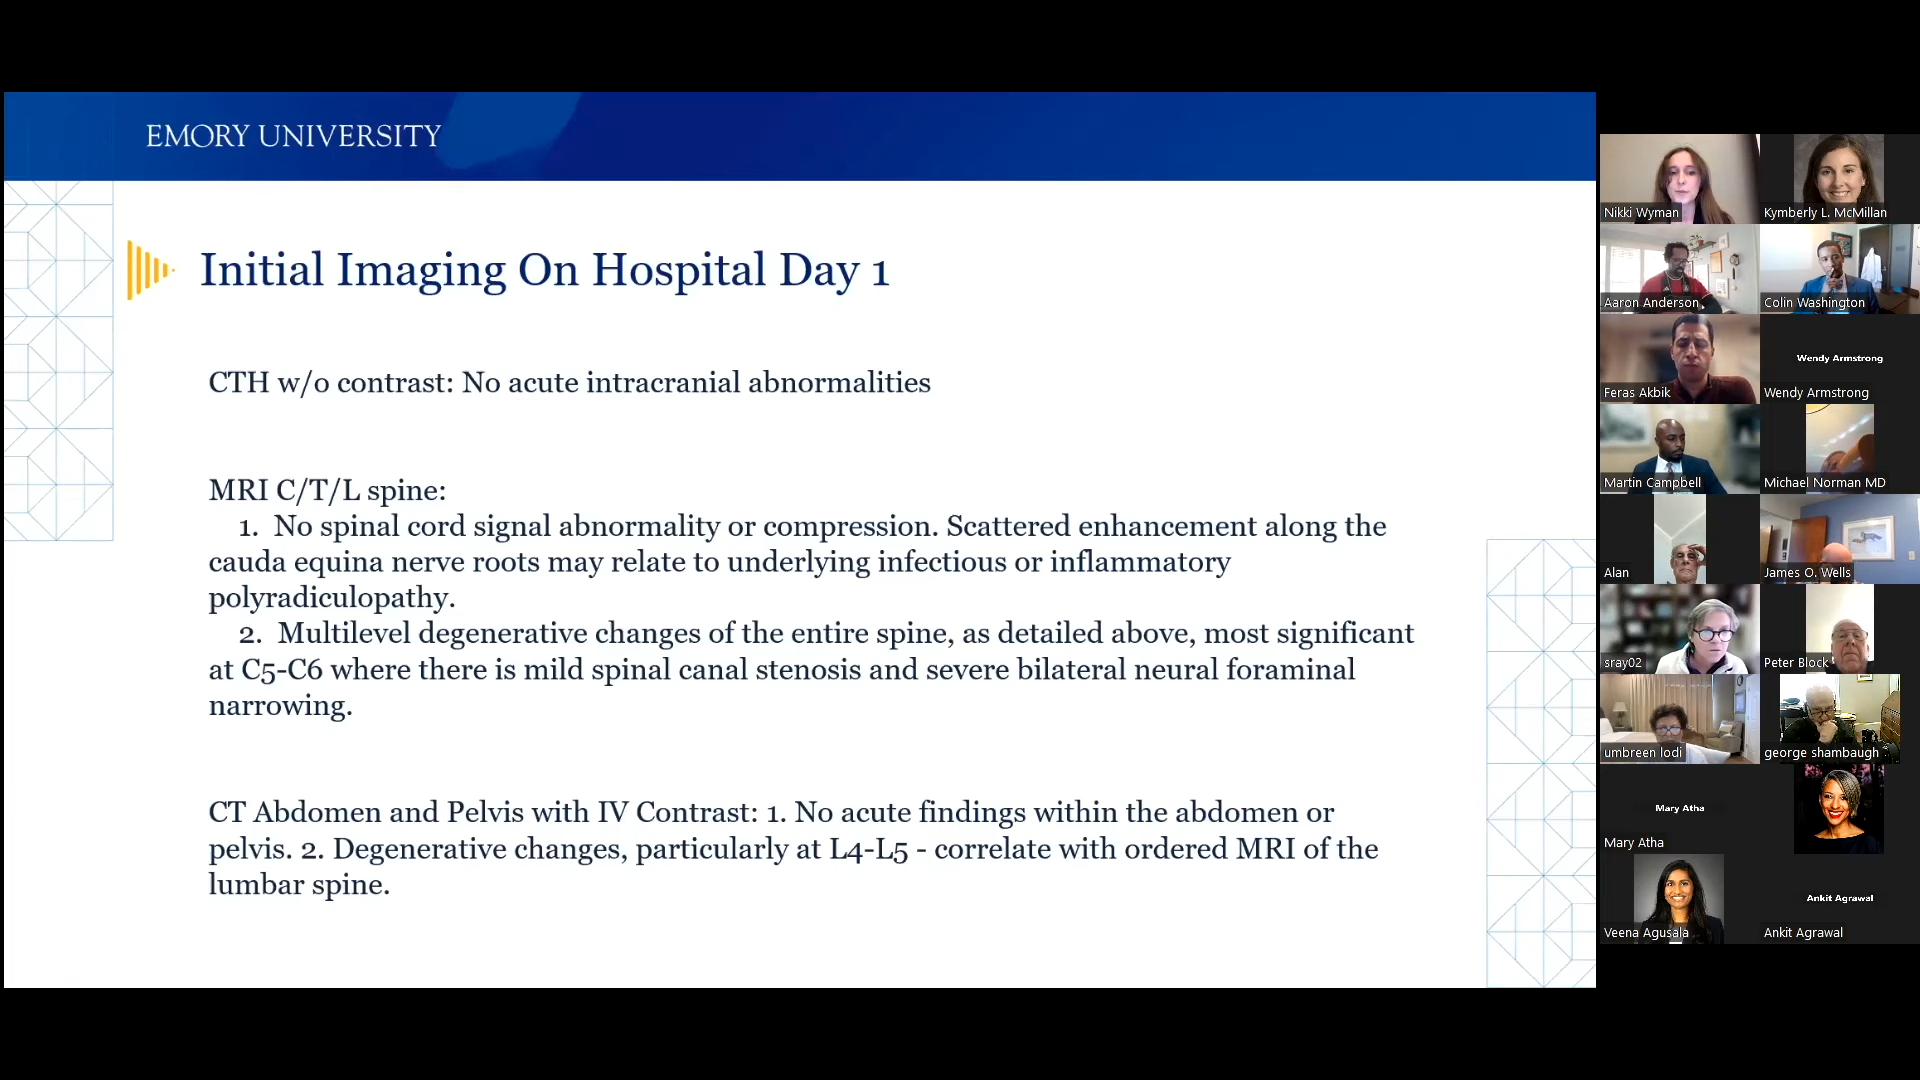 EMORY UNIVERSITY
Initial Imaging On Hospital Day 1
CTH w/o contrast: No acute intracranial abnormalities
MRI C/T/L spine:
1. No spinal cord signal abnormality or compression. Scattered enhancement along the
cauda equina nerve roots may relate to underlying infectious or inflammatory
polyradiculopathy.
2. Multilevel degenerative changes of the entire spine, as detailed above, most significant
at C5-C6 where there is mild spinal canal stenosis and severe bilateral neural foraminal
narrowing.
CT Abdomen and Pelvis with IV Contrast: 1. No acute findings within the abdomen or
pelvis. 2. Degenerative changes, particularly at L4-L5 - correlate with ordered MRI of the
lumbar spine.
Nikki Wyman
Kymberly L. McMillan
Aaron Anderson
Colin Washington
Feras Akbik
Wendy Armstrong
Wendy Armstrong
Martin Campbell
Michael Norman MD
Alan
James O. Wells
sray02
Peter Block
umbreen lodi
george shambaugh
Mary Atha
Mary Atha
Veena Agusala
Ankit Agrawal
Ankit Agrawal